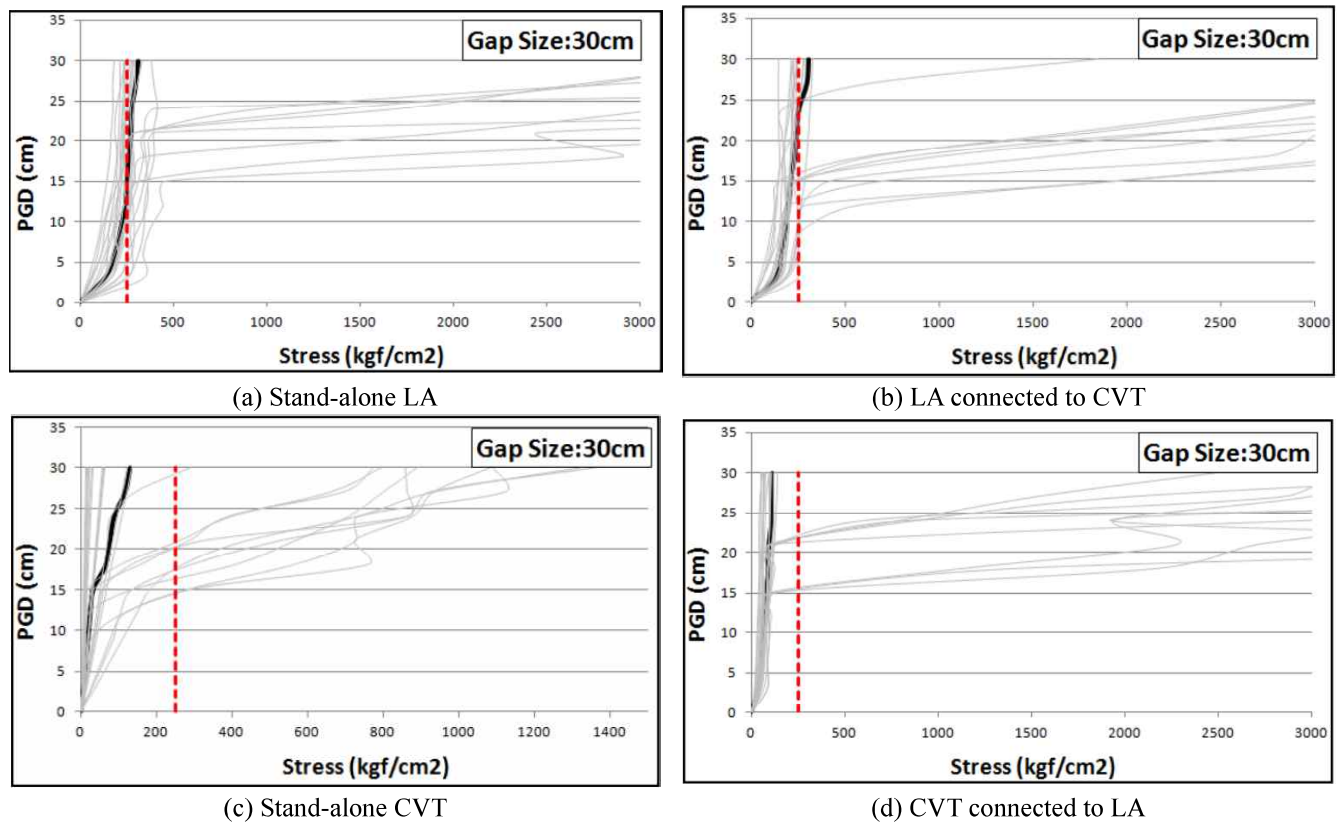 Gap Size:30cm
35
30
25
20
15
10
5
0
PGD (cm)
0 500 1000 1500 2000 2500 3000
Stress (kgf/cm2)
(a) Stand-alone LA
Gap Size:30cm
35
30
25
20
15
10
5
0
PGD (cm)
0 500 1000 1500 2000 2500 3000
Stress (kgf/cm2)
(b) LA connected to CVT
Gap Size:30cm
35
30
25
20
15
10
5
0
PGD (cm)
0 200 400 600 800 1000 1200 1400
Stress (kgf/cm2)
(c) Stand-alone CVT
Gap Size:30cm
35
30
25
20
15
10
5
0
PGD (cm)
0 500 1000 1500 2000 2500 3000
Stress (kgf/cm2)
(d) CVT connected to LA